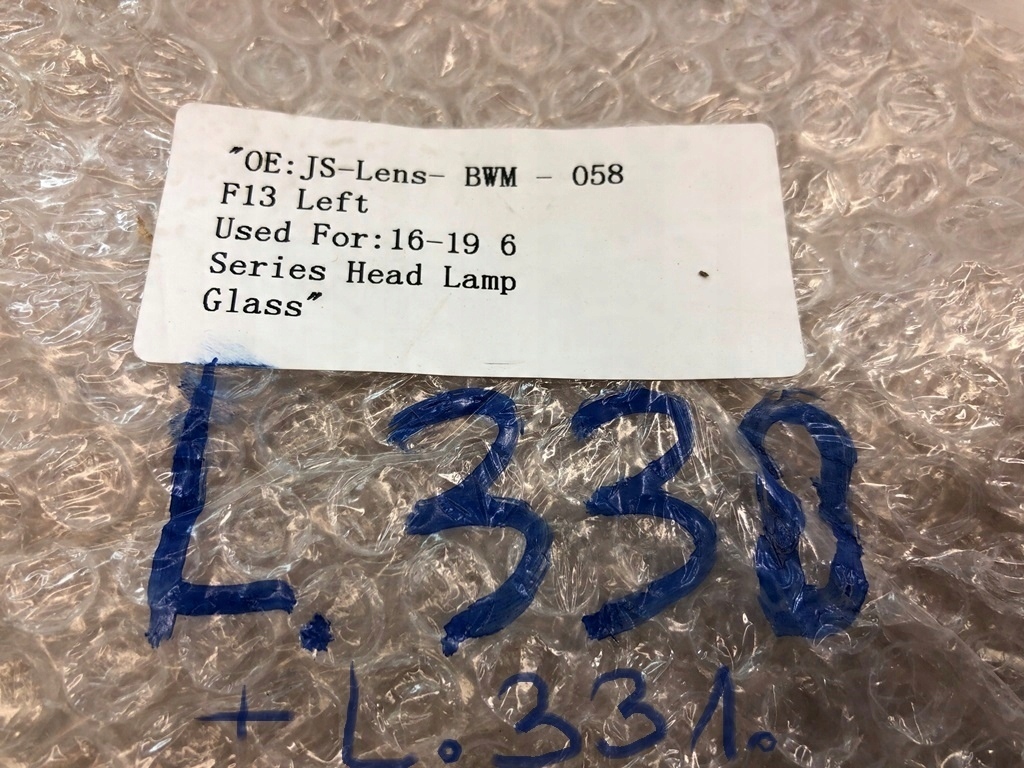 "OE:JS-Lens- BWM - 058
F13 Left
Used For:16-19 6
Series Head Lamp
Glass"
L.330
+L.331.